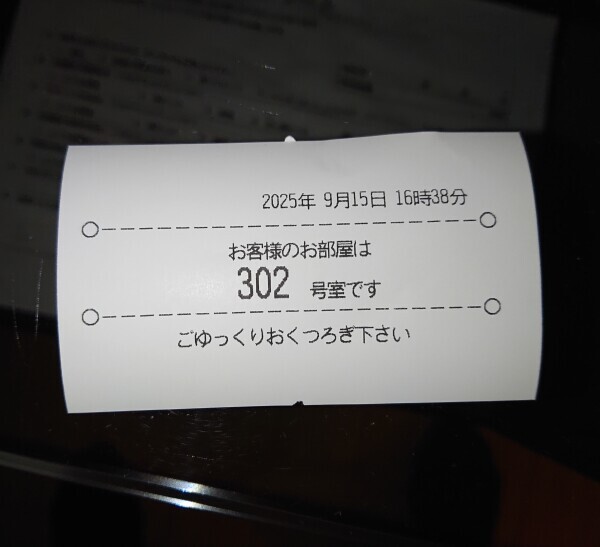 2025年 9月15日 16時38分
お客様のお部屋は
302 号室です
ごゆっくりおくつろぎ下さい